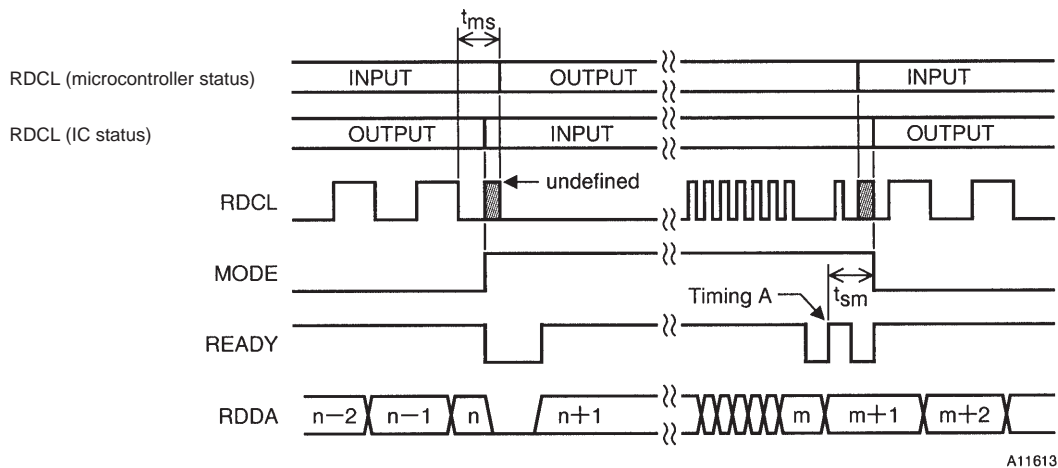 tms
RDCL (microcontroller status) INPUT OUTPUT INPUT
RDCL (IC status) OUTPUT INPUT OUTPUT
RDCL undefined
MODE
Timing A tsm
READY
RDDA n−2 n−1 n n+1 m m+1 m+2
A11613